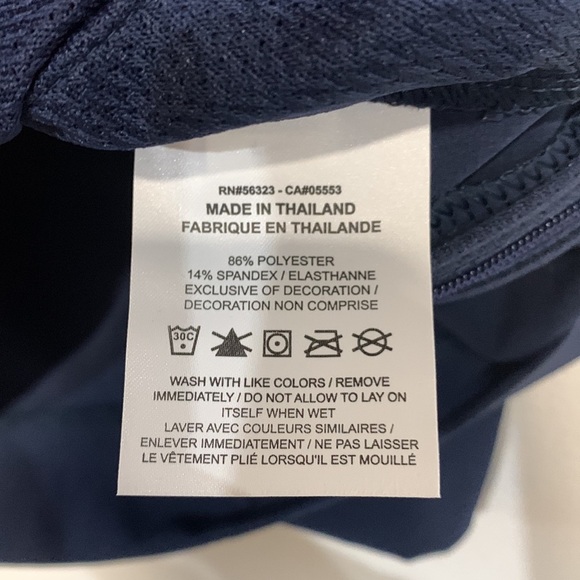 RN#56323 - CA#05553
MADE IN THAILAND
FABRIQUE EN THAILANDE
86% POLYESTER
14% SPANDEX / ELASTHANNE
EXCLUSIVE OF DECORATION /
DECORATION NON COMPRISE
30C
WASH WITH LIKE COLORS / REMOVE
IMMEDIATELY / DO NOT ALLOW TO LAY ON
ITSELF WHEN WET
LAVER AVEC COULEURS SIMILAIRES /
ENLEVER IMMEDIATEMENT / NE PAS LAISSER
LE VÊTEMENT PLIÉ LORSQU'IL EST MOUILLÉ